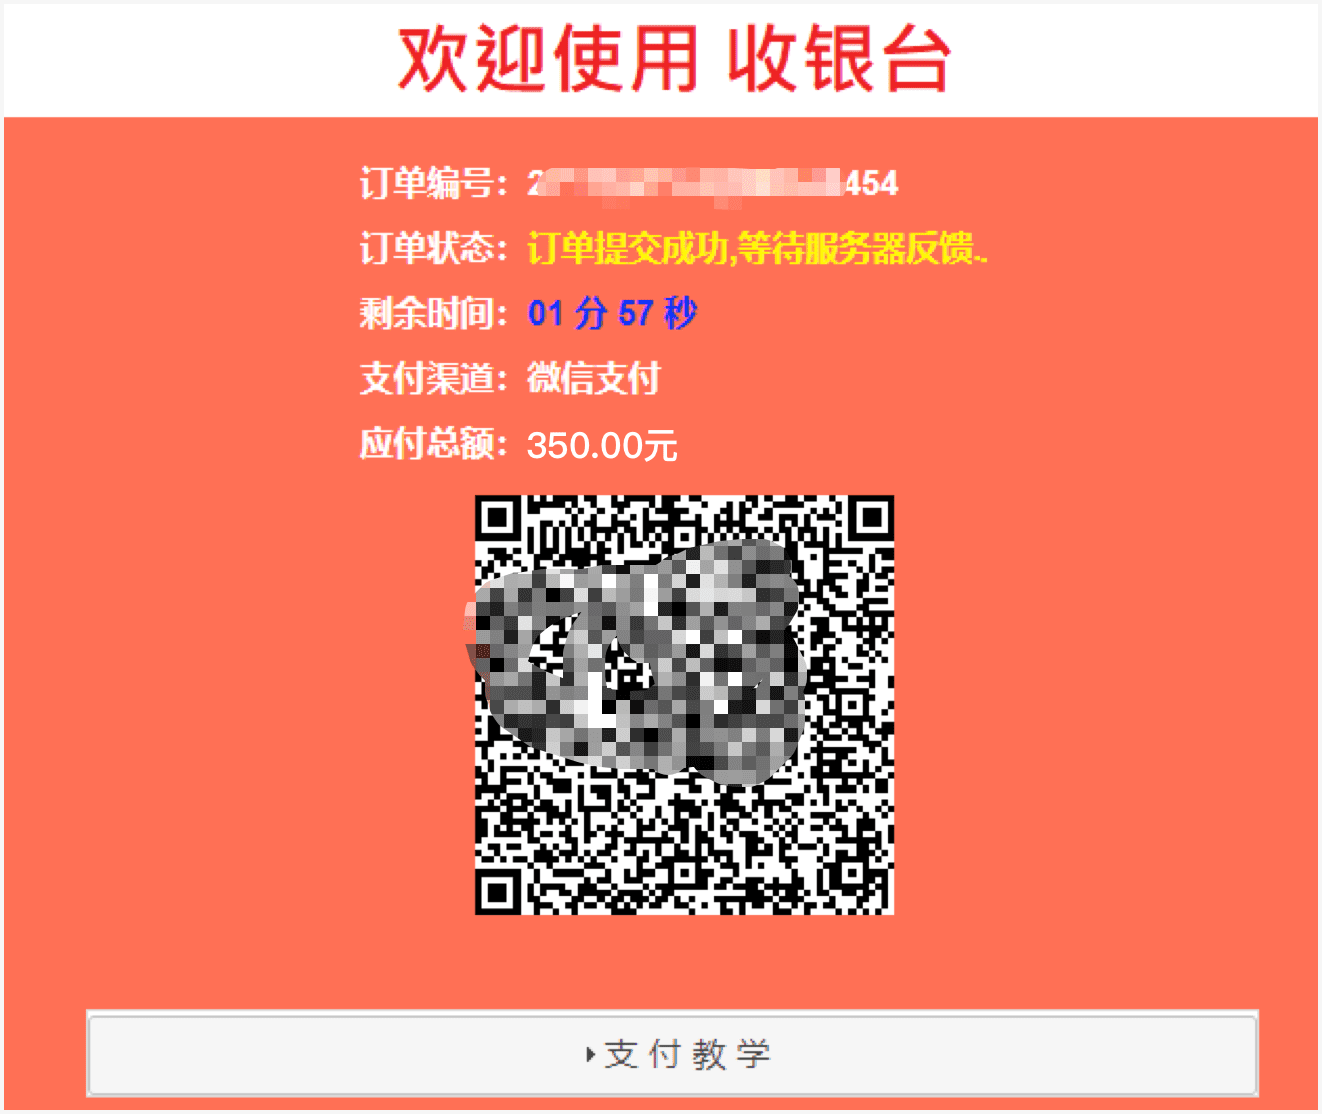 欢迎使用 收银台
订单编号：2 454
订单状态：订单提交成功,等待服务器反馈..
剩余时间：01 分 57 秒
支付渠道：微信支付
应付总额：350.00元
支付教学